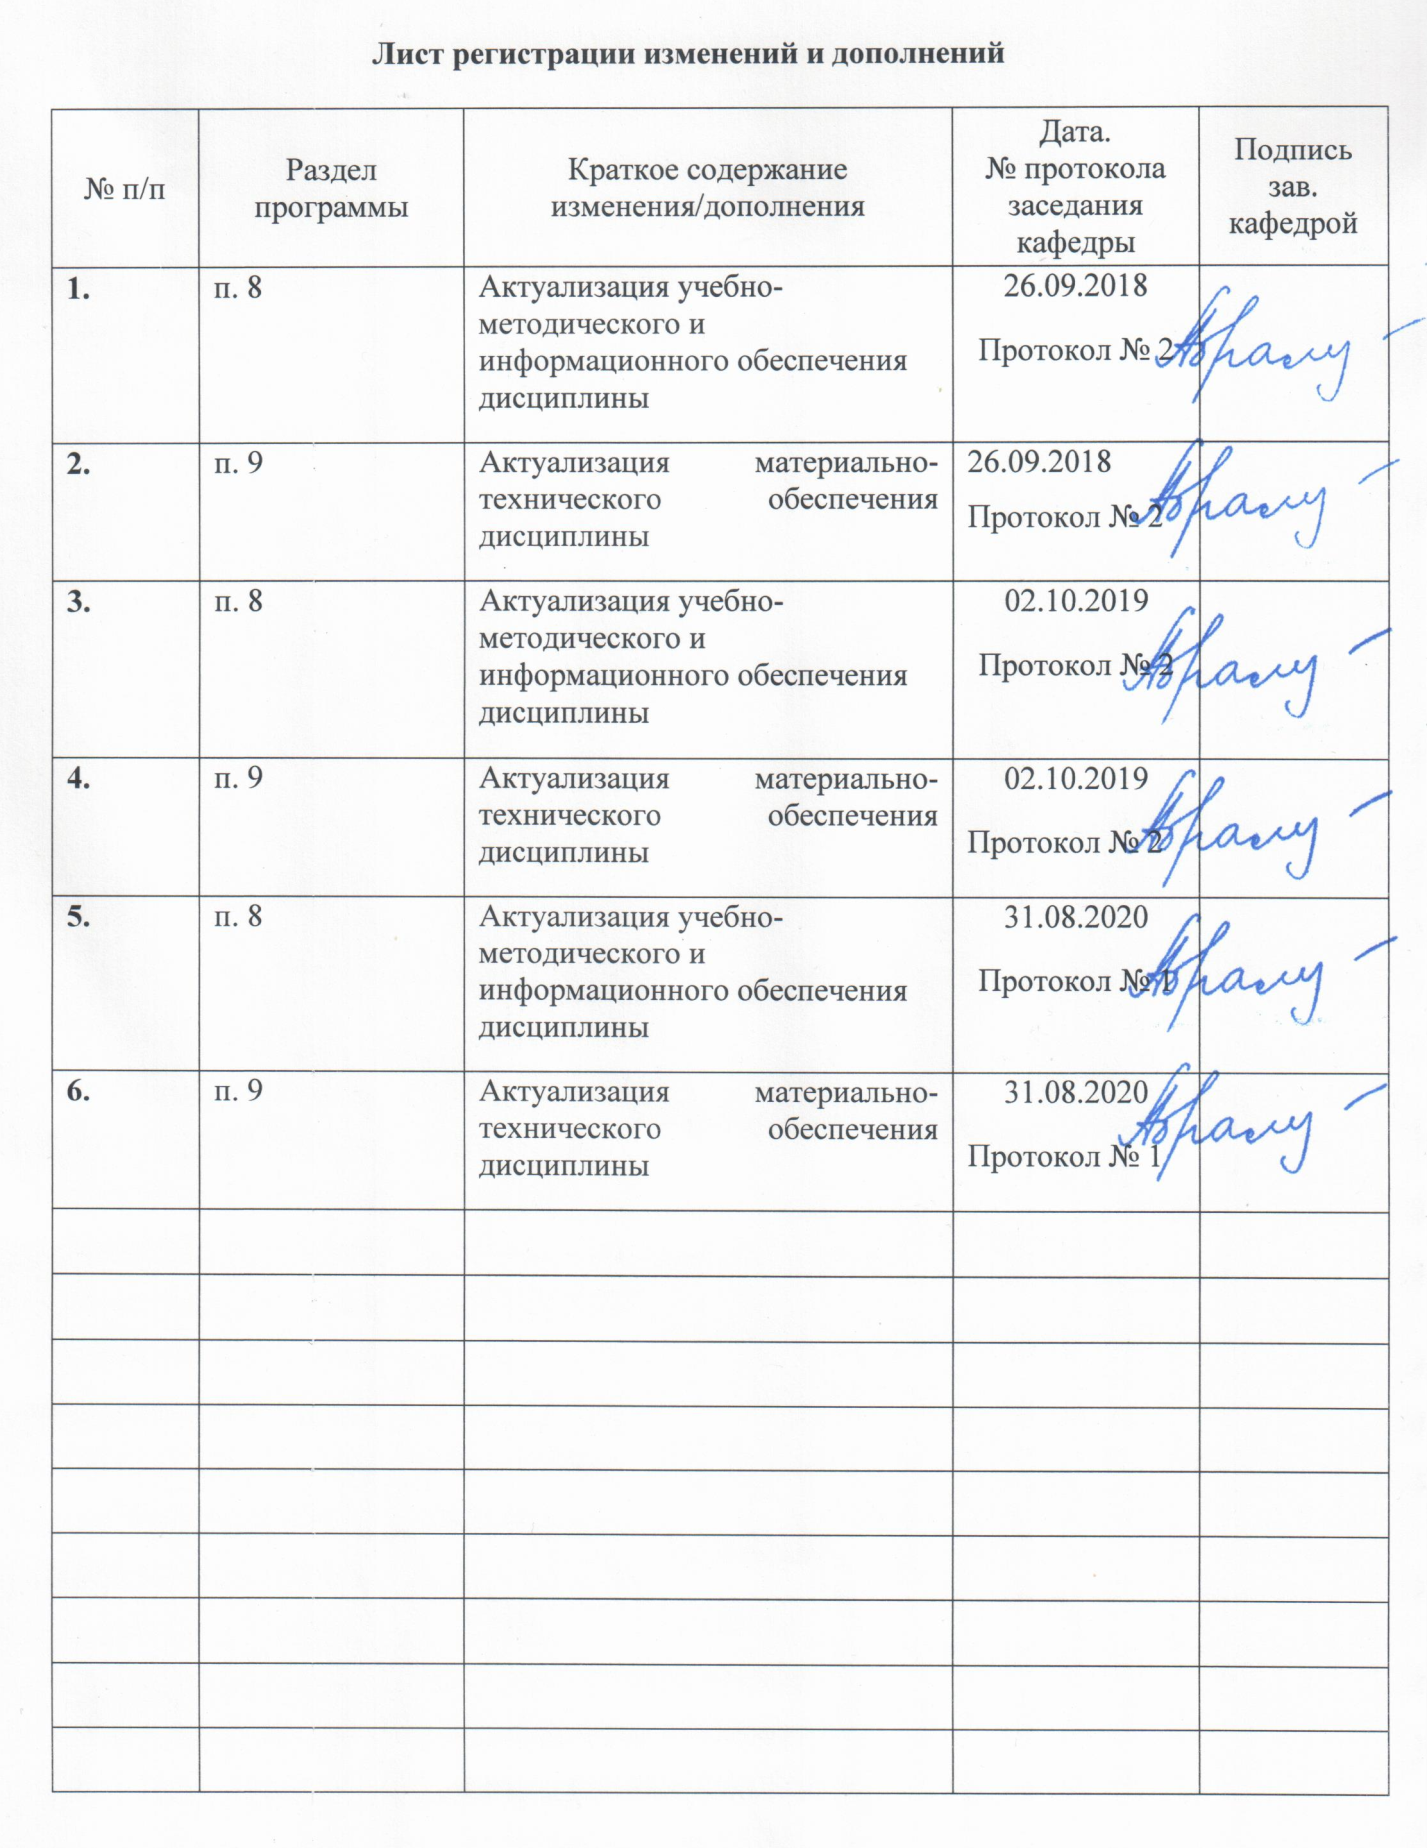 Лист регистрации изменений и дополнений
№ п/п
Раздел
программы
Краткое содержание
изменения/дополнения
Дата.
№ протокола
заседания
кафедры
Подпись
зав.
кафедрой
1.
п. 8
Актуализация учебно-
методического и
информационного обеспечения
дисциплины
26.09.2018
Протокол № 2
2.
п. 9
Актуализация материально-
технического обеспечения
дисциплины
26.09.2018
Протокол № 2
3.
п. 8
Актуализация учебно-
методического и
информационного обеспечения
дисциплины
02.10.2019
Протокол № 2
4.
п. 9
Актуализация материально-
технического обеспечения
дисциплины
02.10.2019
Протокол № 2
5.
п. 8
Актуализация учебно-
методического и
информационного обеспечения
дисциплины
31.08.2020
Протокол № 1
6.
п. 9
Актуализация материально-
технического обеспечения
дисциплины
31.08.2020
Протокол № 1